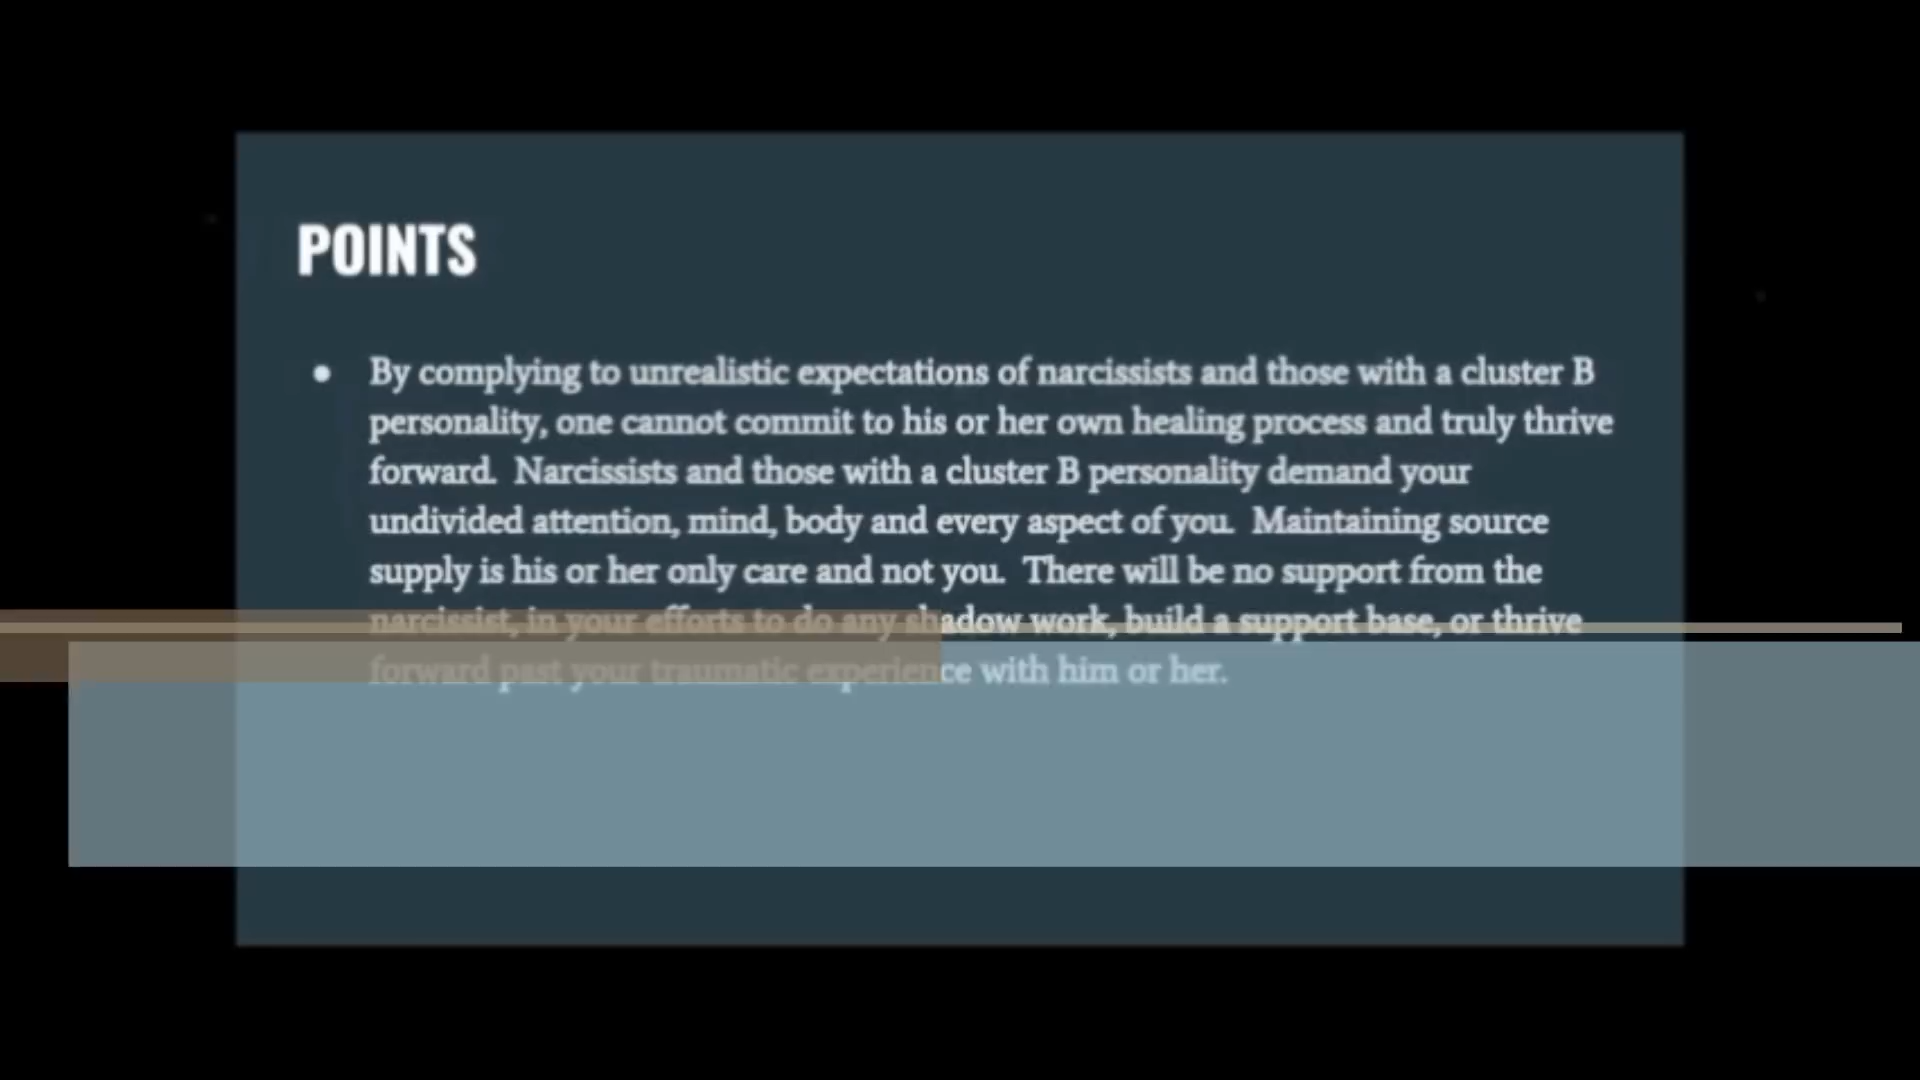 POINTS
• By complying to unrealistic expectations of narcissists and those with a cluster B
personality, one cannot commit to his or her own healing process and truly thrive
forward.  Narcissists and those with a cluster B personality demand your
undivided attention, mind, body and every aspect of you.  Maintaining source
supply is his or her only care and not you.  There will be no support from the
narcissist, in your efforts to do any shadow work, build a support base, or thrive
forward past your traumatic experience with him or her.